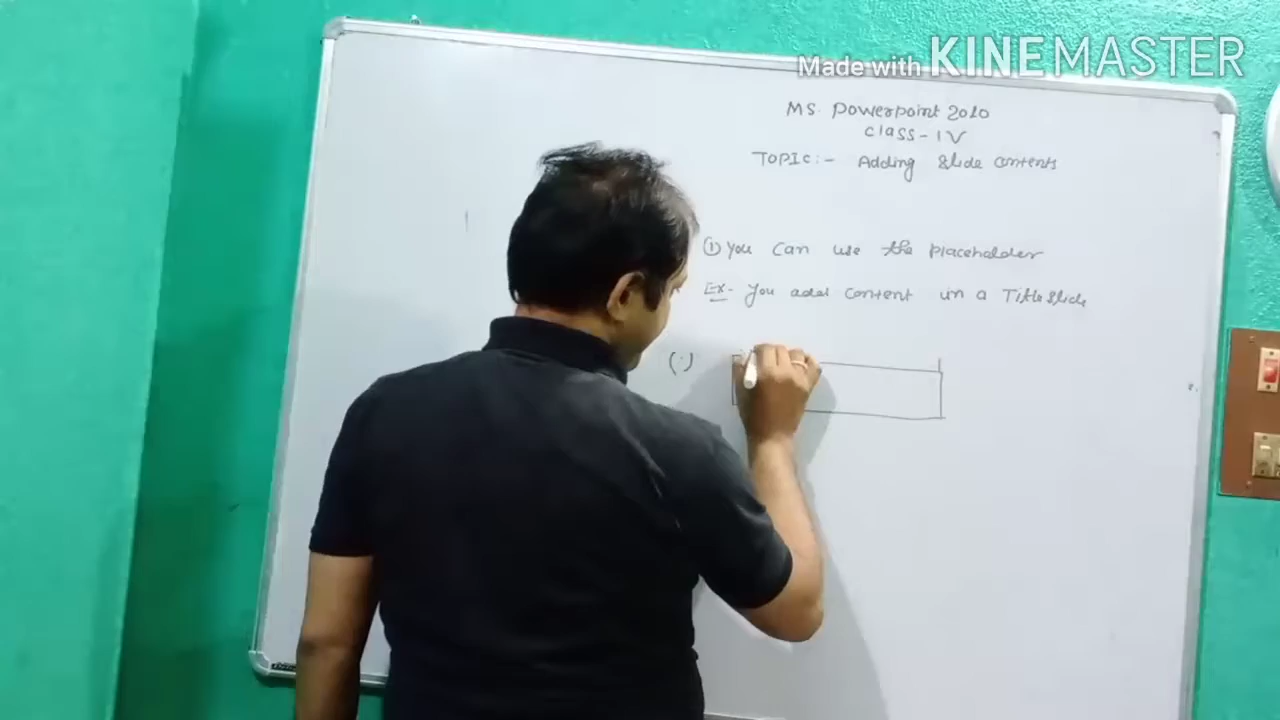 Made with KINEMASTER
MS. Powerpoint 2010
Class - IV
TOPIC:- Adding Slide contents
① You can use the Placeholder
Ex- You add content in a Title Slide
(i)